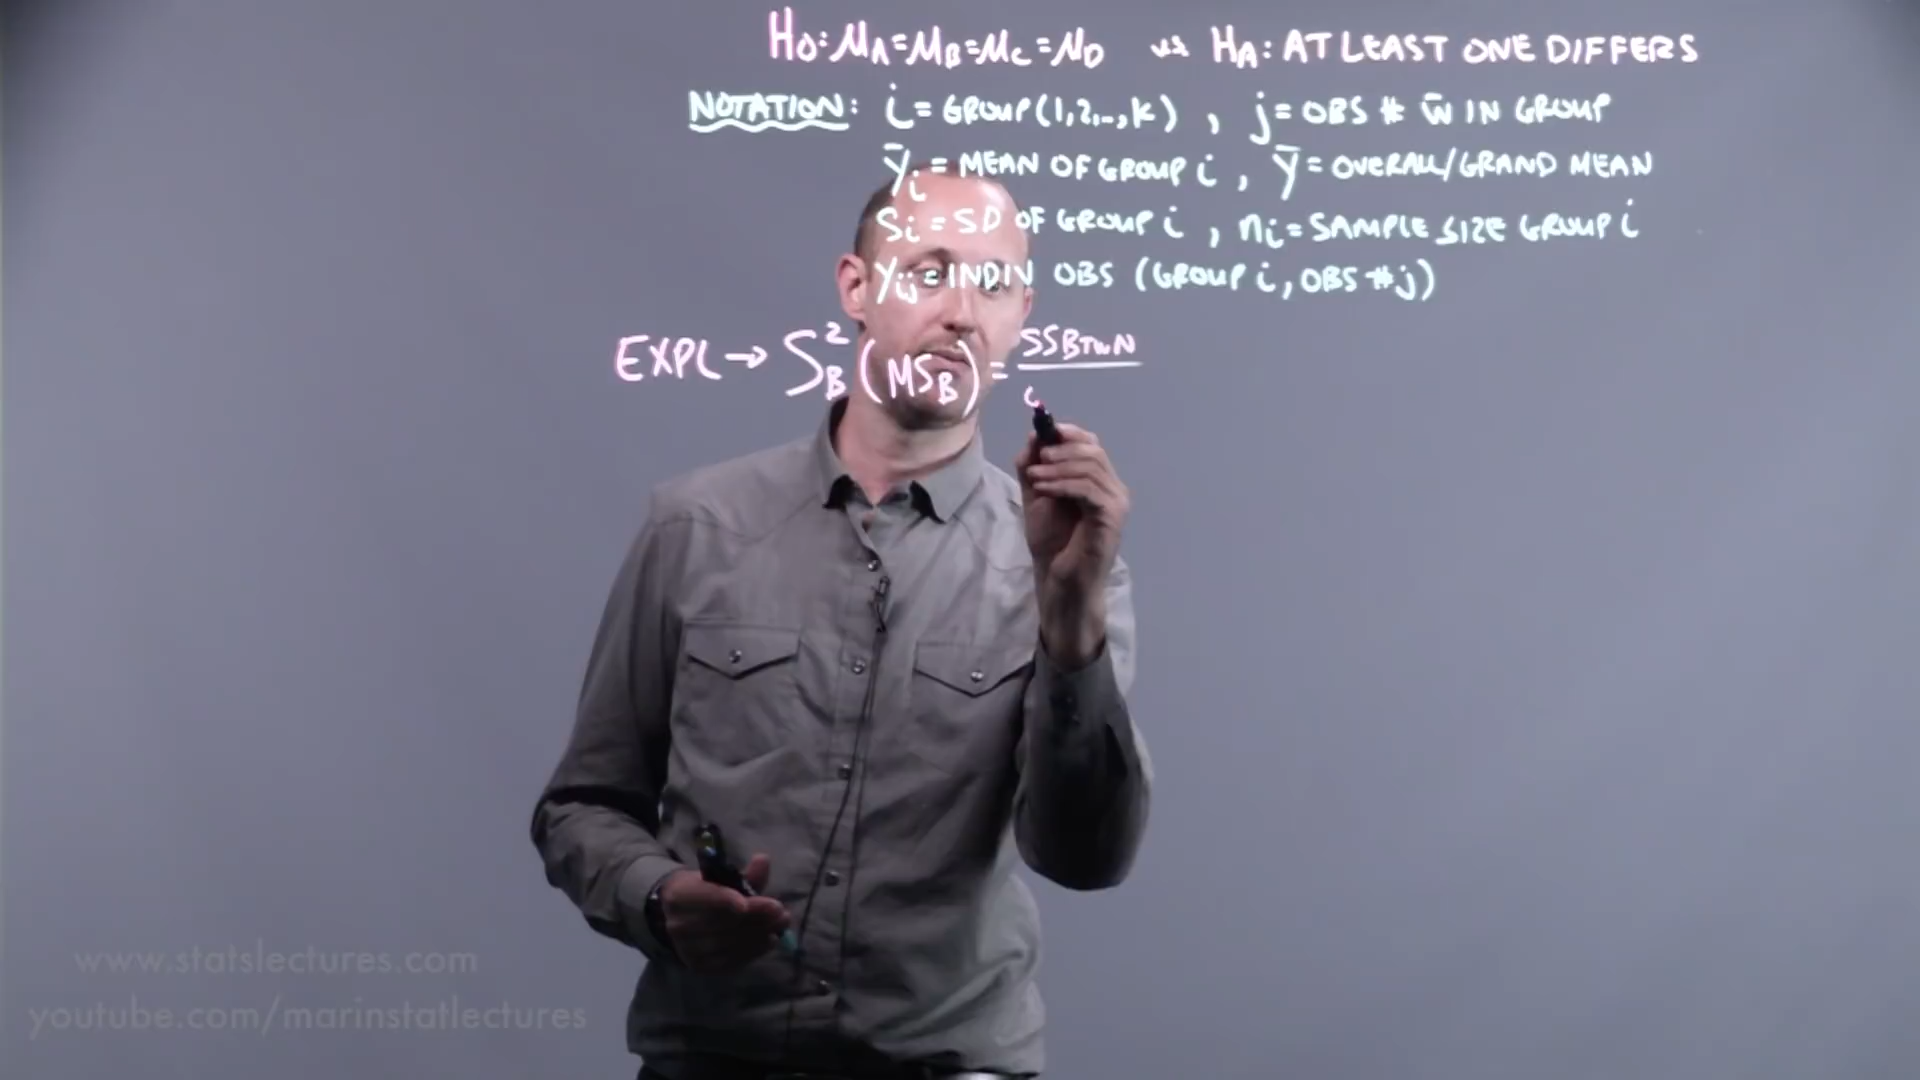 H₀: μA = μB = μC = μD vs HA: AT LEAST ONE DIFFERS
NOTATION: i = GROUP (1,2,..,K) , j = OBS # w̄ IN GROUP
Ȳi = MEAN OF GROUP i , Ȳ = OVERALL/GRAND MEAN
Si = SD OF GROUP i , ni = SAMPLE SIZE GROUP i
Yij = INDIV OBS (GROUP i, OBS #j)
EXPL → S²B (MSB) = SSBTWN
www.statslectures.com
youtube.com/marinstatlectures